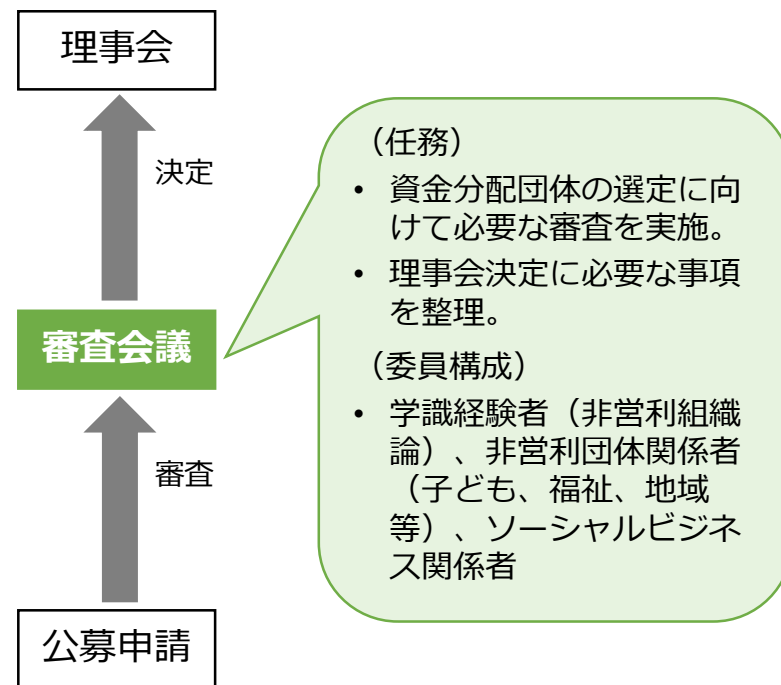 理事会
決定
審査会議
審査
公募申請
（任務）
• 資金分配団体の選定に向
けて必要な審査を実施。
• 理事会決定に必要な事項
を整理。
（委員構成）
• 学識経験者（非営利組織
論）、非営利団体関係者
（子ども、福祉、地域
等）、ソーシャルビジネ
ス関係者